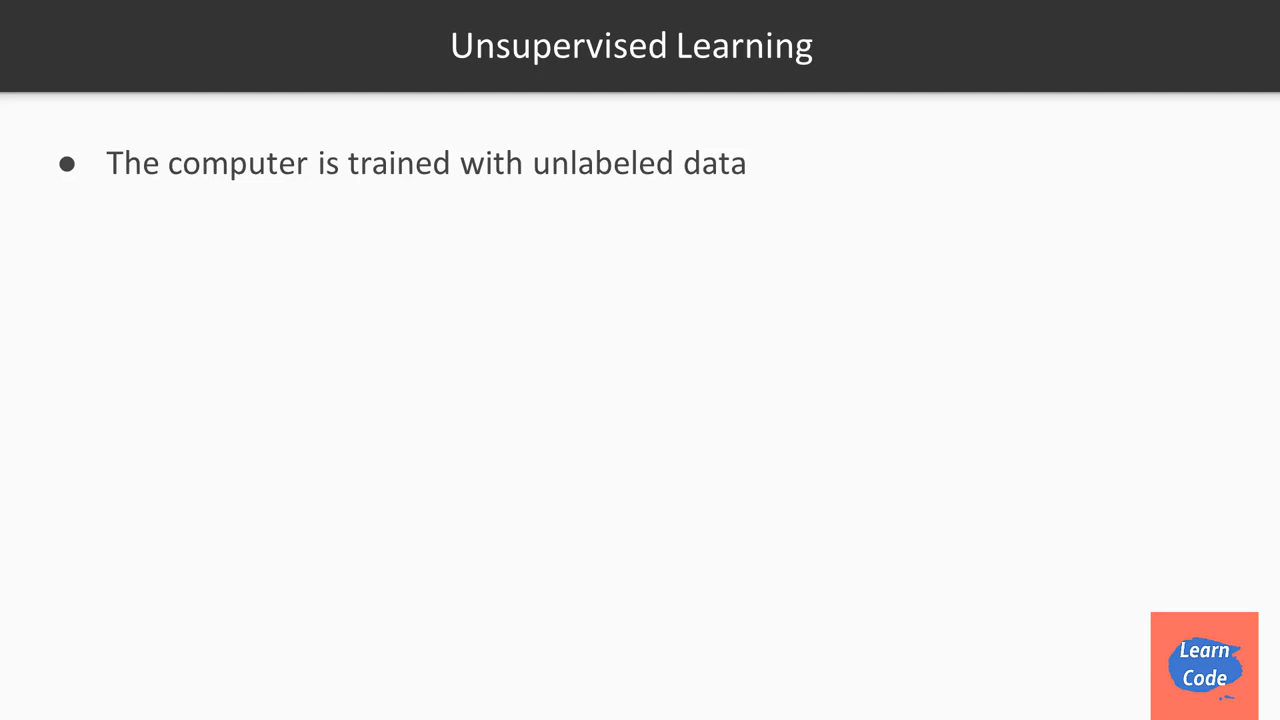 Unsupervised Learning
● The computer is trained with unlabeled data
Learn
Code